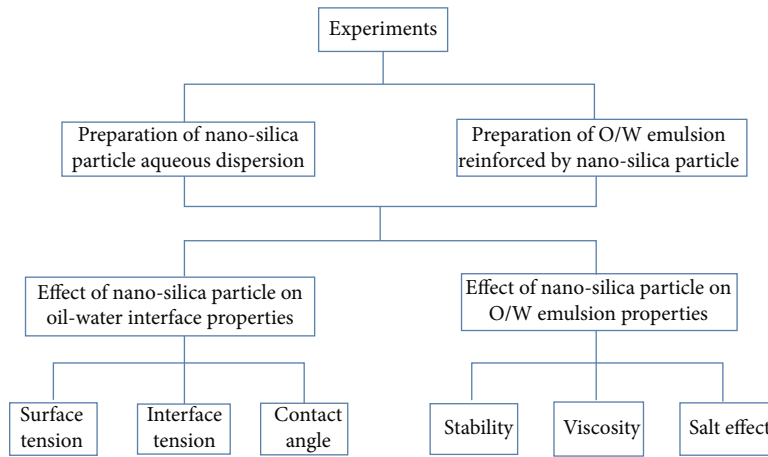 Experiments
Preparation of nano-silica
particle aqueous dispersion
Preparation of O/W emulsion
reinforced by nano-silica particle
Effect of nano-silica particle on
oil-water interface properties
Effect of nano-silica particle on
O/W emulsion properties
Surface
tension
Interface
tension
Contact
angle
Stability
Viscosity
Salt effect